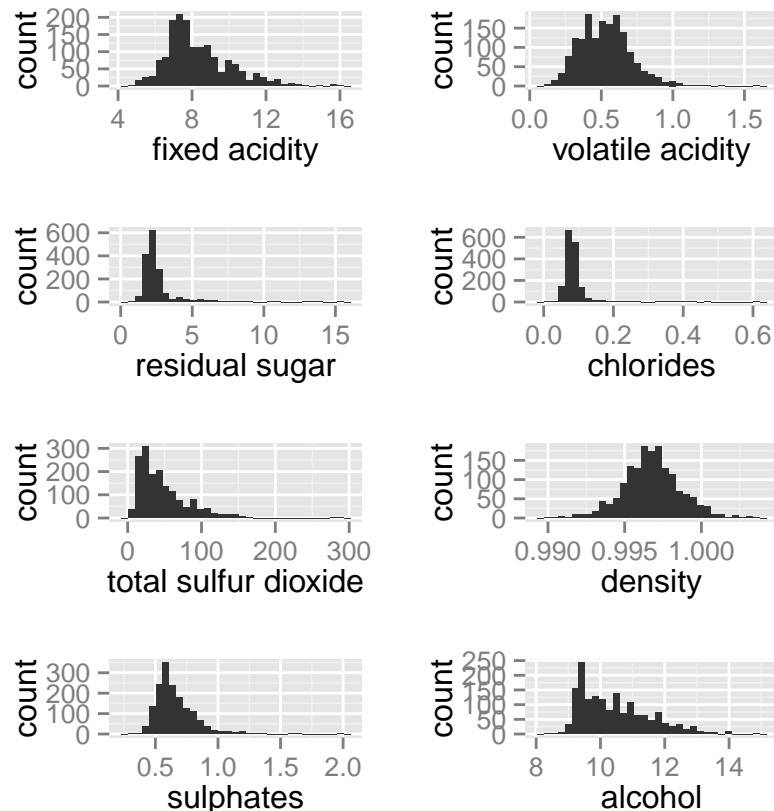 count
200
150
100
50
0
4 8 12 16
fixed acidity
count
150
100
50
0
0.0 0.5 1.0 1.5
volatile acidity
count
600
400
200
0
0 5 10 15
residual sugar
count
600
400
200
0
0.0 0.2 0.4 0.6
chlorides
count
300
200
100
0
0 100 200 300
total sulfur dioxide
count
150
100
50
0
0.990 0.995 1.000
density
count
300
200
100
0
0.5 1.0 1.5 2.0
sulphates
count
250
200
150
100
50
0
8 10 12 14
alcohol